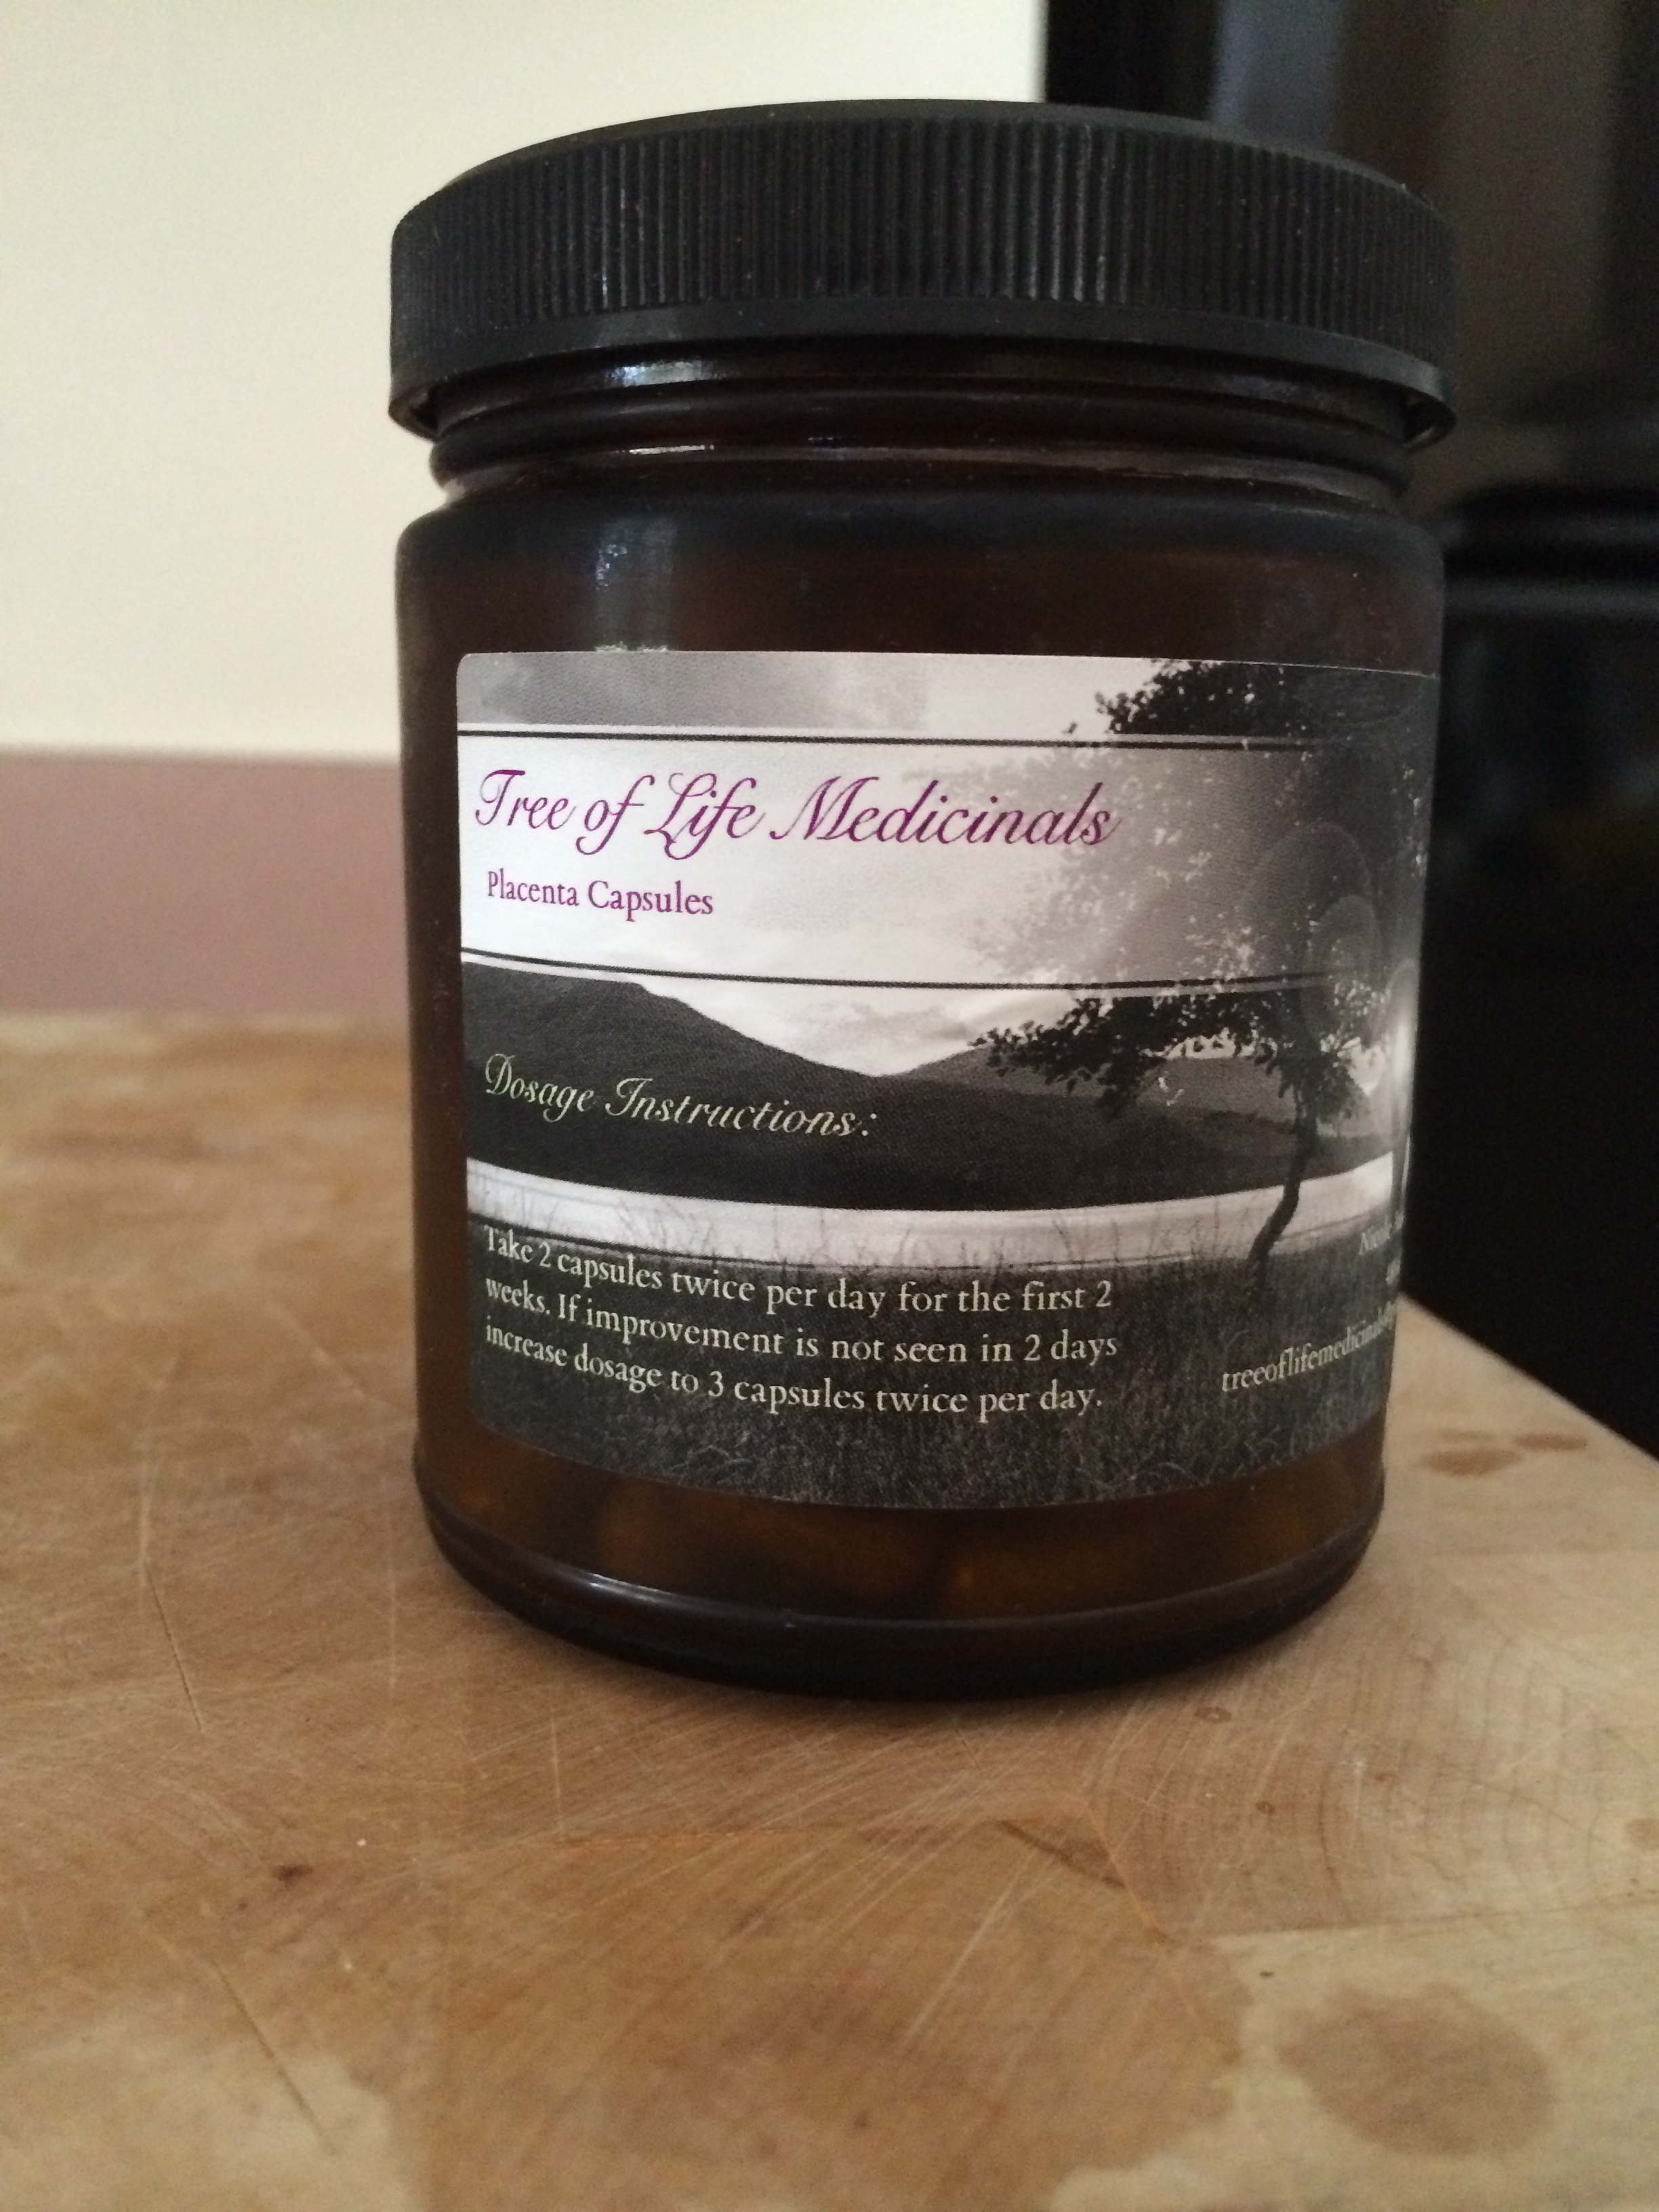 Tree of Life Medicinals
Placenta Capsules
Dosage Instructions:
Take 2 capsules twice per day for the first 2
weeks. If improvement is not seen in 2 days
increase dosage to 3 capsules twice per day.